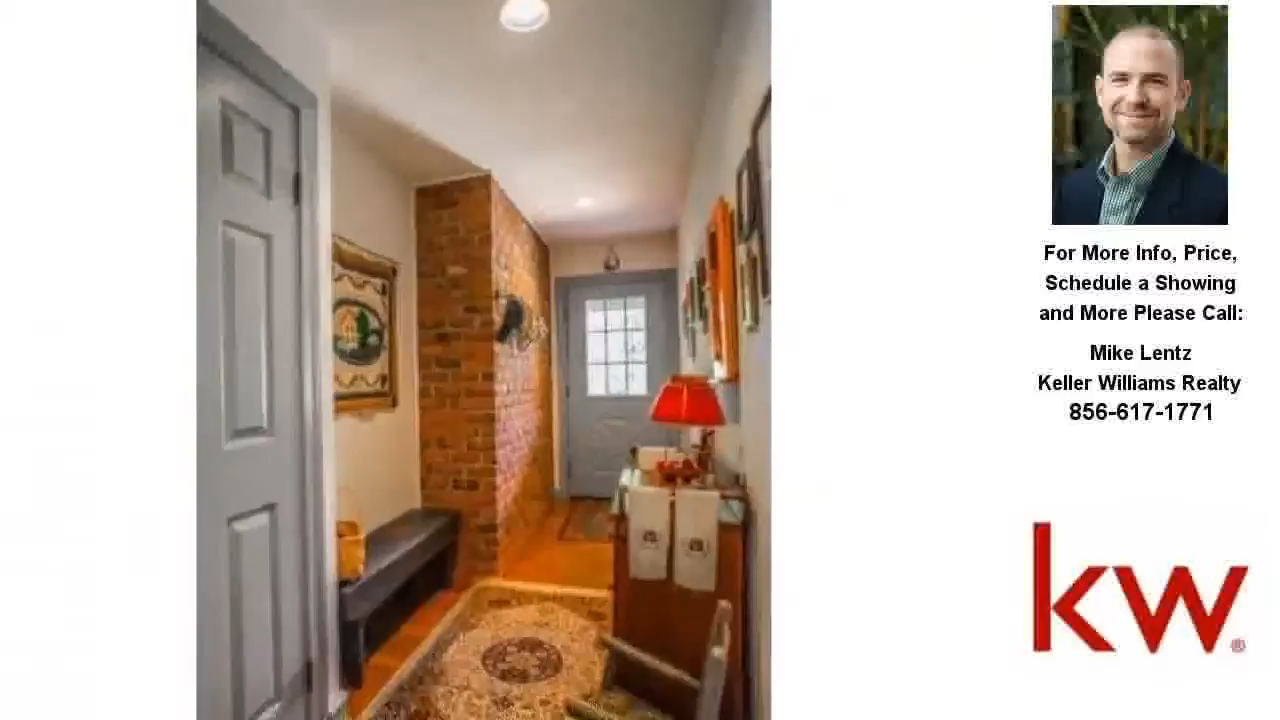 For More Info, Price,
Schedule a Showing
and More Please Call:
Mike Lentz
Keller Williams Realty
856-617-1771
kw